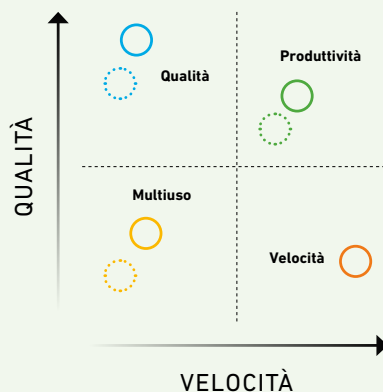 Produttività
Qualità
Multiuso
Velocità
QUALITÀ
VELOCITÀ